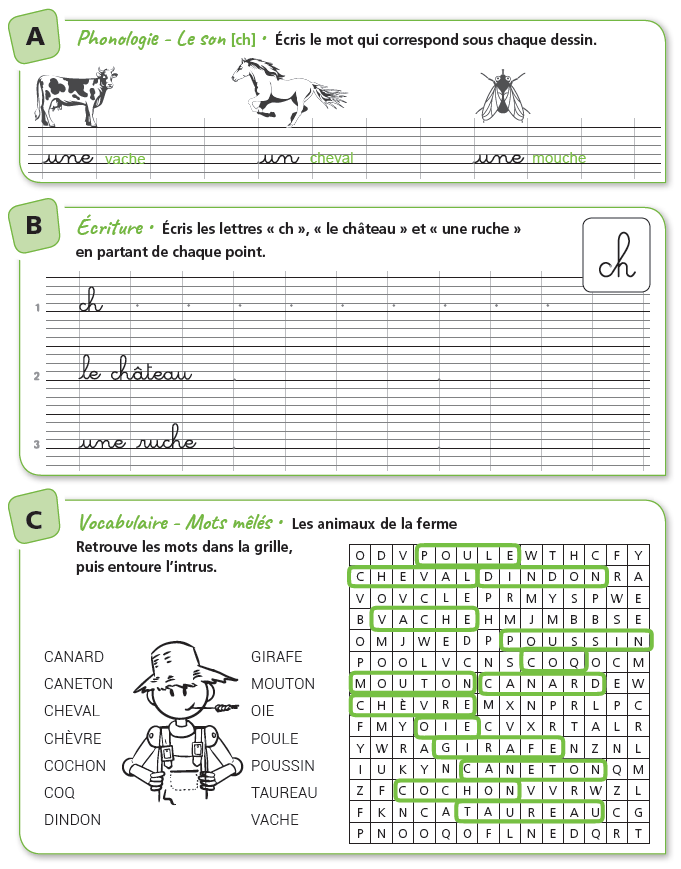 A
Phonologie - Le son [ch] • Écris le mot qui correspond sous chaque dessin.
une vache un cheval une mouche
B
Écriture • Écris les lettres « ch », « le château » et « une ruche »
en partant de chaque point.
ch
1 ch
2 le château
3 une ruche
C
Vocabulaire - Mots mêlés • Les animaux de la ferme
Retrouve les mots dans la grille,
puis entoure l'intrus.
CANARD
CANETON
CHEVAL
CHÈVRE
COCHON
COQ
DINDON
GIRAFE
MOUTON
OIE
POULE
POUSSIN
TAUREAU
VACHE
O D V P O U L E W T H C F Y
C H E V A L D I N D O N R A
V O V C L E P R M Y S P W E
B V A C H E H M J M B B S E
O M J W E D P P O U S S I N
P O O L V C N S C O Q O C M
M O U T O N C A N A R D E W
C H È V R E M X N P R L P C
F M Y O I E C V X R T A L R
Y W R A G I R A F E N Z N L
I U K Y N C A N E T O N Q M
Z F C O C H O N V V R W Z L
F K N C A T A U R E A U C G
P N O O Q O F L N E D Q R T